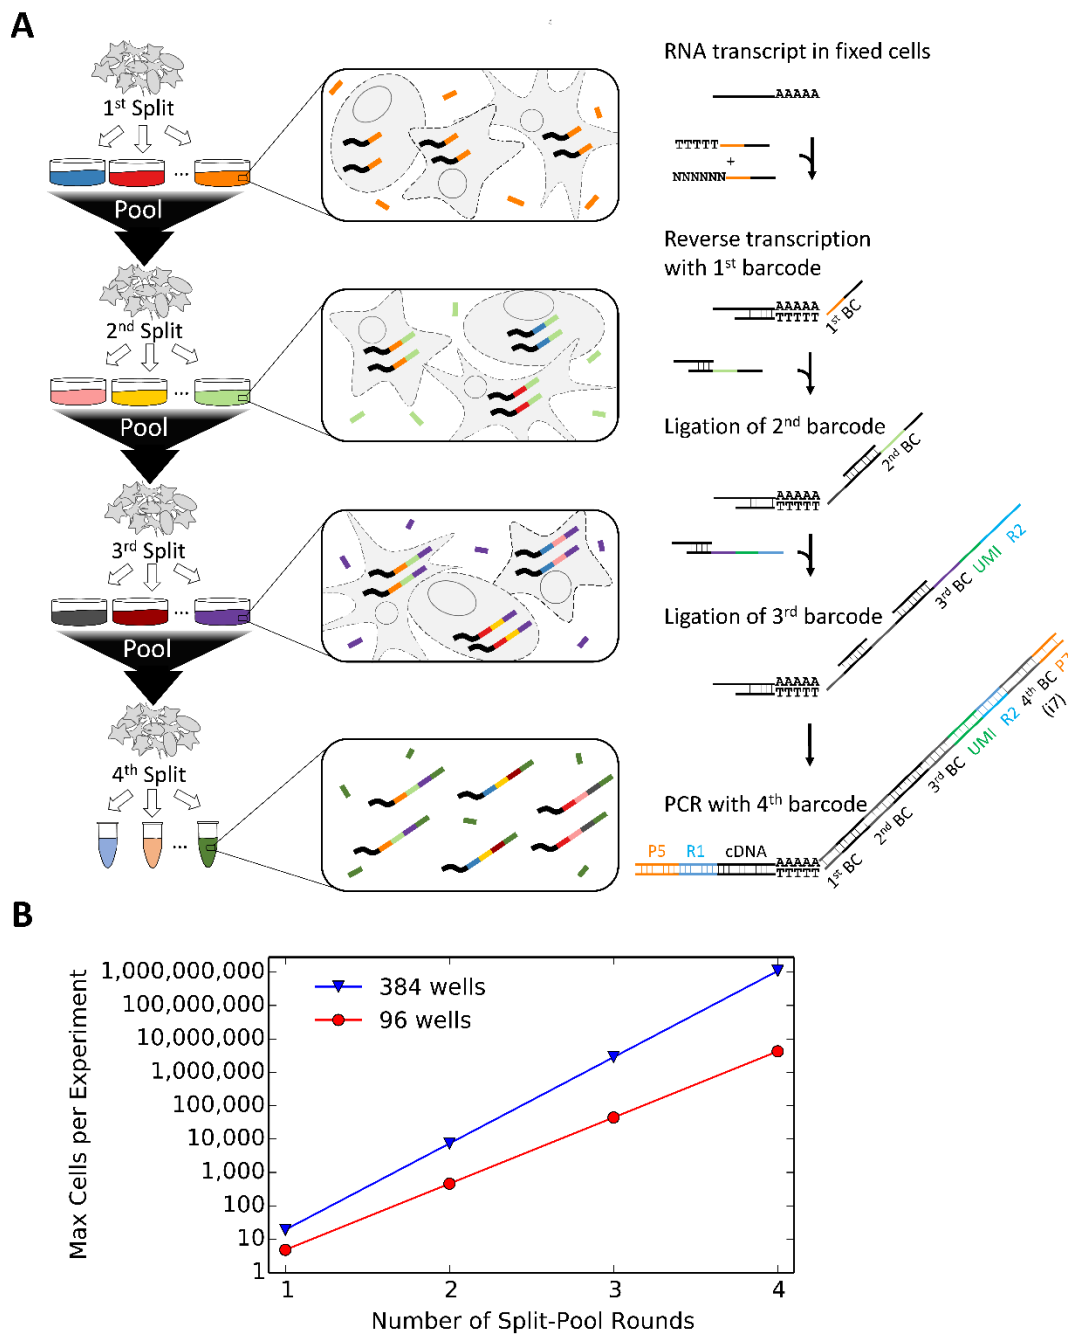 A
1st Split
...
Pool
2nd Split
...
Pool
3rd Split
...
Pool
4th Split
...
RNA transcript in fixed cells
AAAAA
TTTTT
+
NNNNNN
Reverse transcription
with 1st barcode
AAAAA
TTTTT
1st BC
Ligation of 2nd barcode
2nd BC
AAAAA
TTTTT
Ligation of 3rd barcode
3rd BC UMI R2
AAAAA
TTTTT
PCR with 4th barcode
P5 R1 cDNA AAAAA
TTTTT
1st BC 2nd BC 3rd BC UMI R2 4th BC P7
(i7)
B
Max Cells per Experiment
1,000,000,000
100,000,000
10,000,000
1,000,000
100,000
10,000
1,000
100
10
1
384 wells
96 wells
1 2 3 4
Number of Split-Pool Rounds